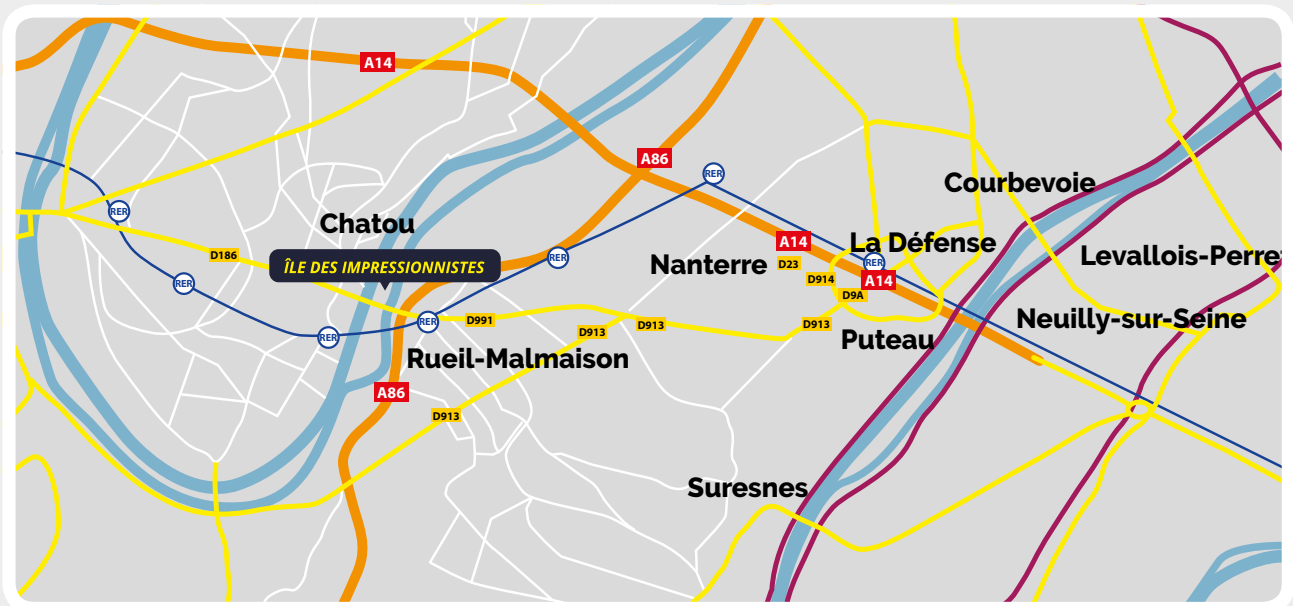 A14
A86
RER
Courbevoie
RER
Chatou
A14
La Défense
D186
RER
Levallois-Perre
ÎLE DES IMPRESSIONNISTES
Nanterre
D23
RER
D914
A14
RER
D9A
RER
D991
D913
D913
D913
Neuilly-sur-Seine
RER
Puteau
Rueil-Malmaison
A86
D913
Suresnes